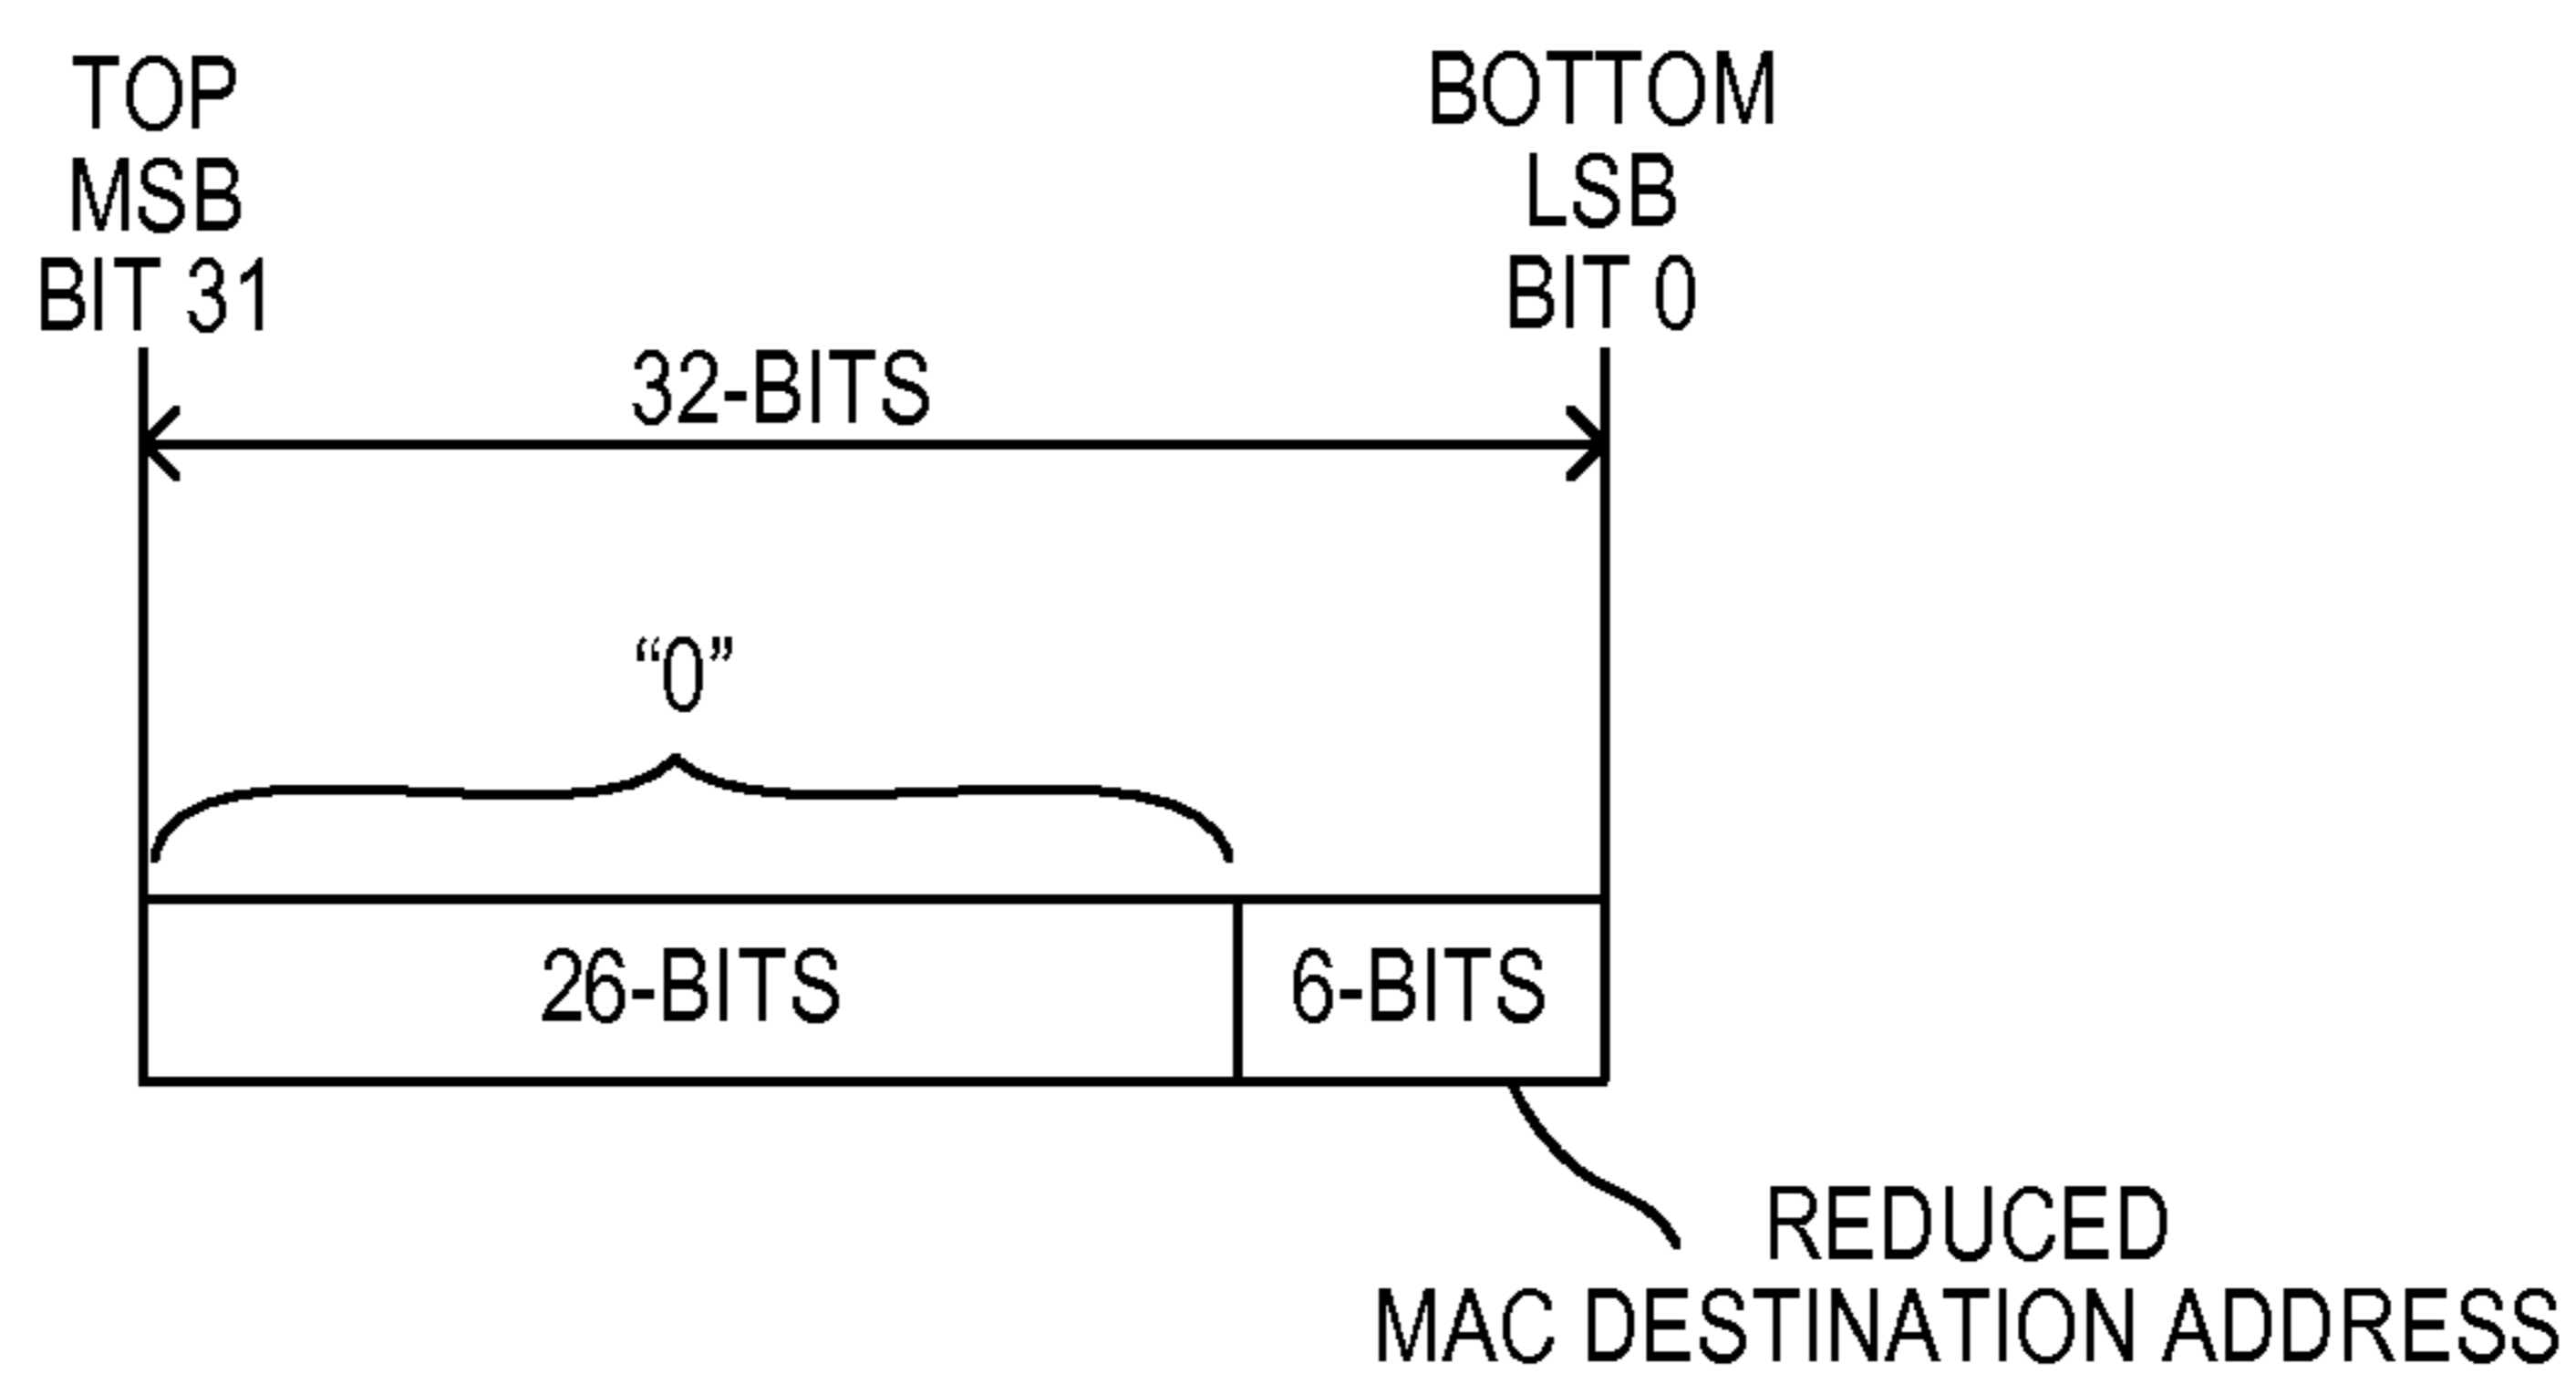 TOP
MSB
BIT 31
BOTTOM
LSB
BIT 0
32-BITS
“0”
26-BITS
6-BITS
REDUCED
MAC DESTINATION ADDRESS